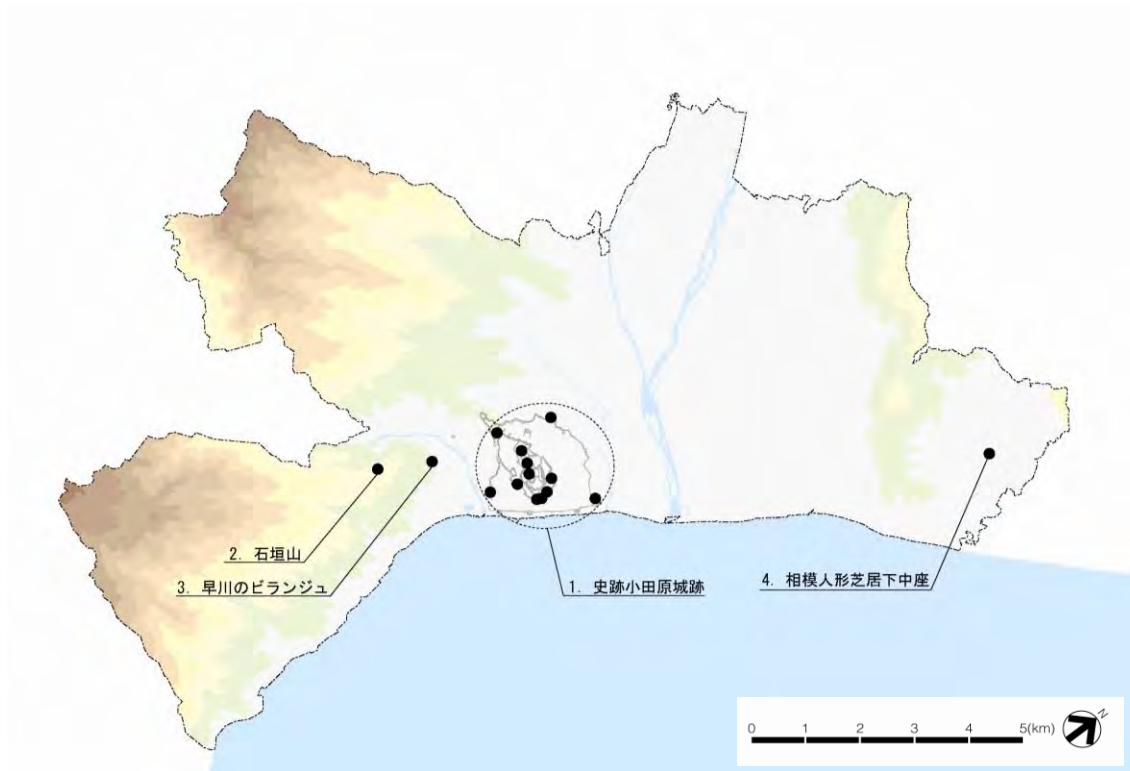 2. 石垣山
3. 早川のビランジュ
1. 史跡小田原城跡
4. 相模人形芝居下中座
0 1 2 3 4 5(km)
N